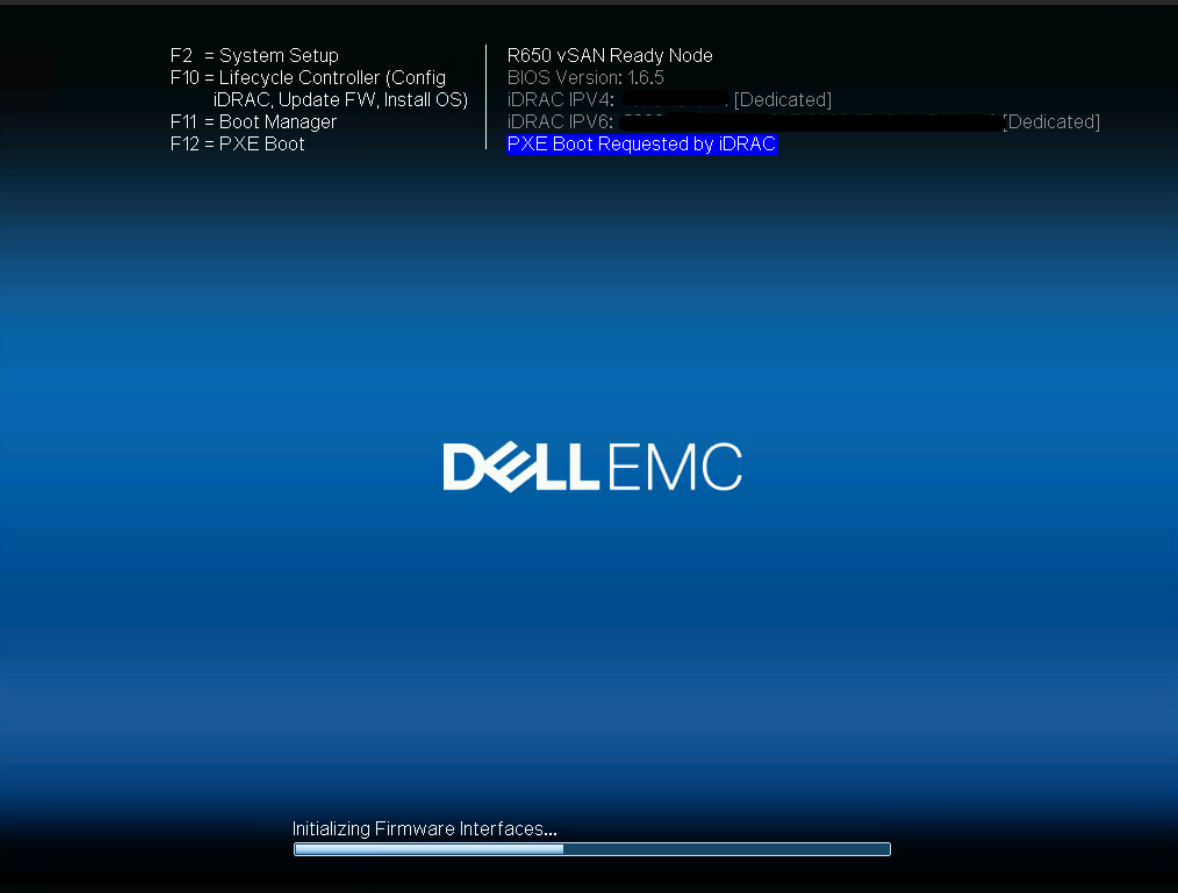 F2 = System Setup
F10 = Lifecycle Controller (Config
iDRAC, Update FW, Install OS)
F11 = Boot Manager
F12 = PXE Boot
R650 vSAN Ready Node
BIOS Version: 1.6.5
iDRAC IPV4: [Dedicated]
iDRAC IPV6: [Dedicated]
PXE Boot Requested by iDRAC
DELLEMC
Initializing Firmware Interfaces...